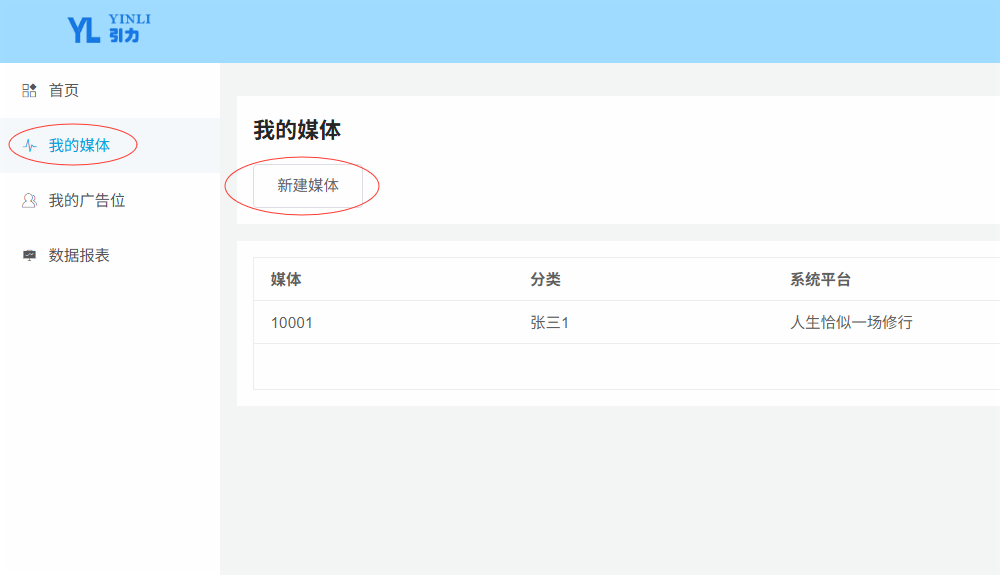 YL YINLI
引力
首页
我的媒体
我的广告位
数据报表
我的媒体
新建媒体
媒体 分类 系统平台
10001 张三1 人生恰似一场修行